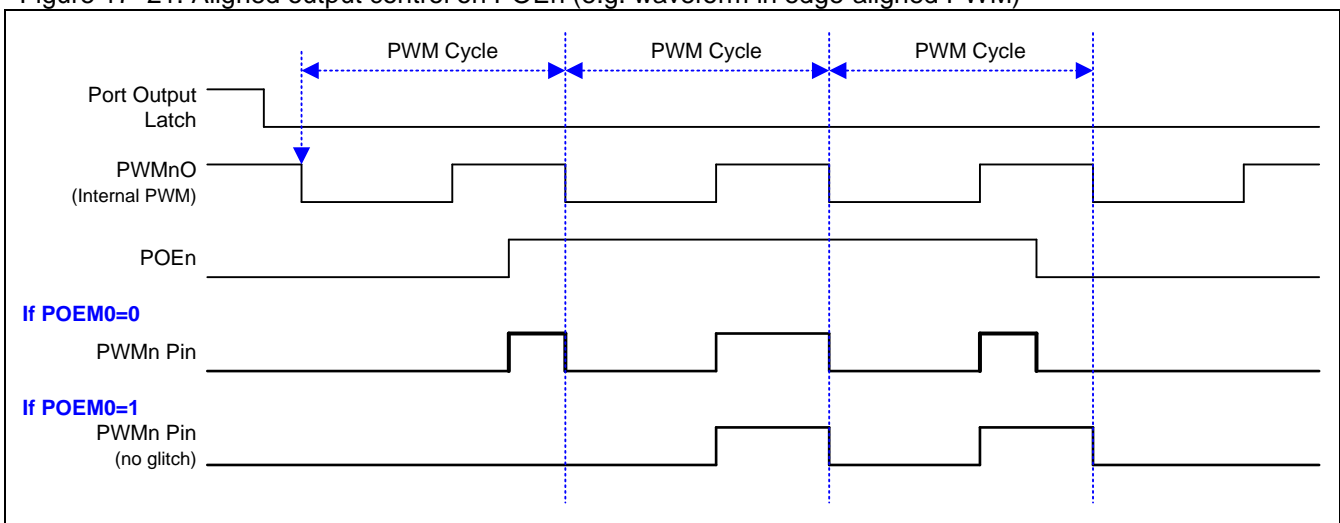 Figure 17-21. Aligned output control on POEn (e.g. waveform in edge-aligned PWM)
PWM Cycle PWM Cycle PWM Cycle
Port Output
Latch
PWMnO
(Internal PWM)
POEn
If POEM0=0
PWMn Pin
If POEM0=1
PWMn Pin
(no glitch)